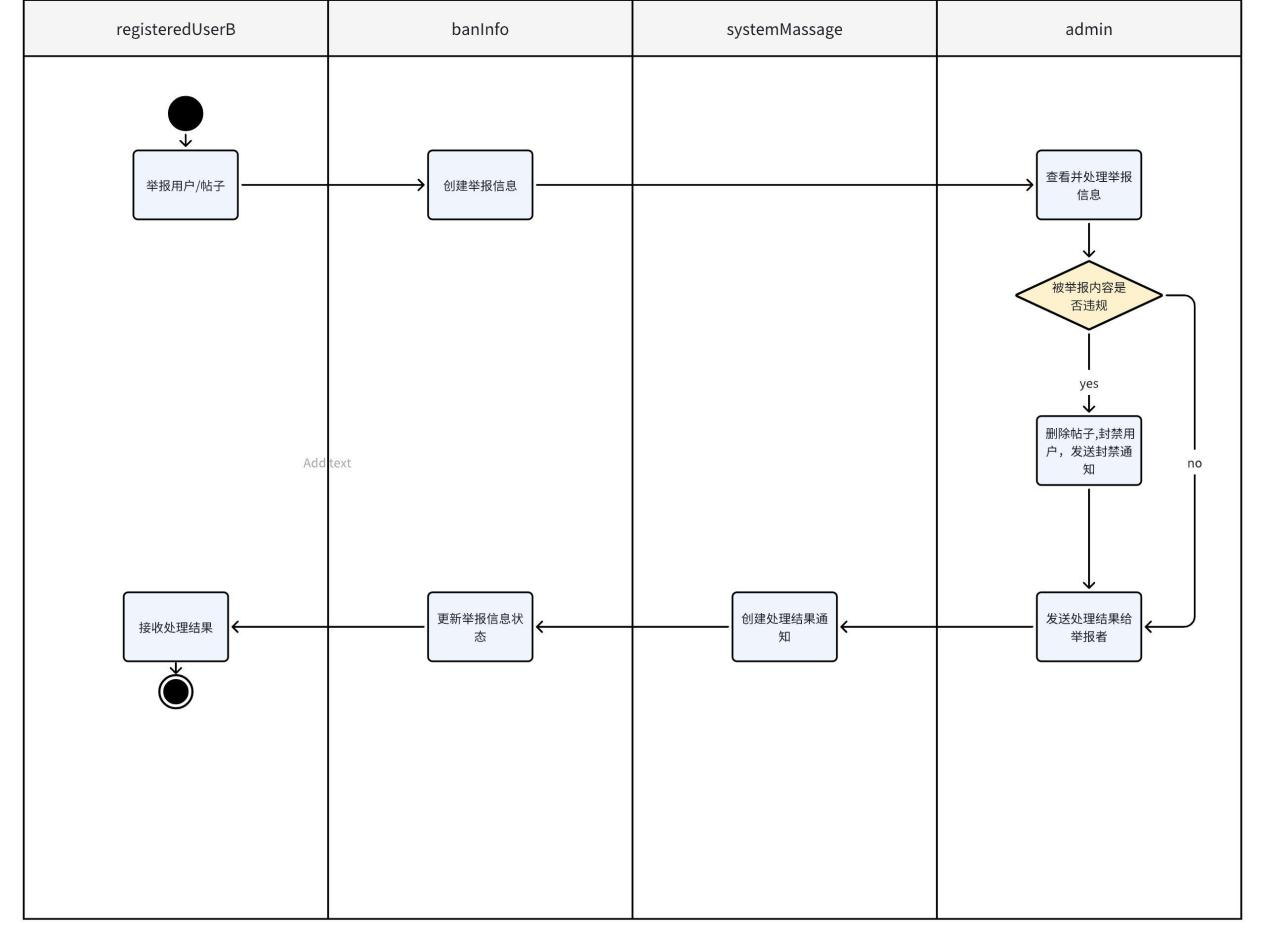 registeredUserB
banInfo
systemMassage
admin
举报用户/帖子
创建举报信息
查看并处理举报
信息
被举报内容是
否违规
yes
删除帖子,封禁用
户，发送封禁通
知
Add text
no
接收处理结果
更新举报信息状
态
创建处理结果通
知
发送处理结果给
举报者